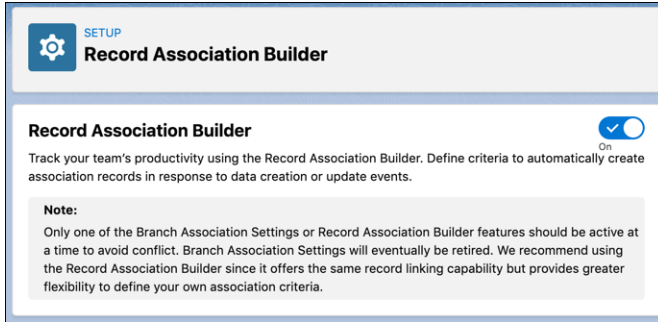 SETUP
Record Association Builder
Record Association Builder
On
Track your team's productivity using the Record Association Builder. Define criteria to automatically create
association records in response to data creation or update events.
Note:
Only one of the Branch Association Settings or Record Association Builder features should be active at
a time to avoid conflict. Branch Association Settings will eventually be retired. We recommend using
the Record Association Builder since it offers the same record linking capability but provides greater
flexibility to define your own association criteria.